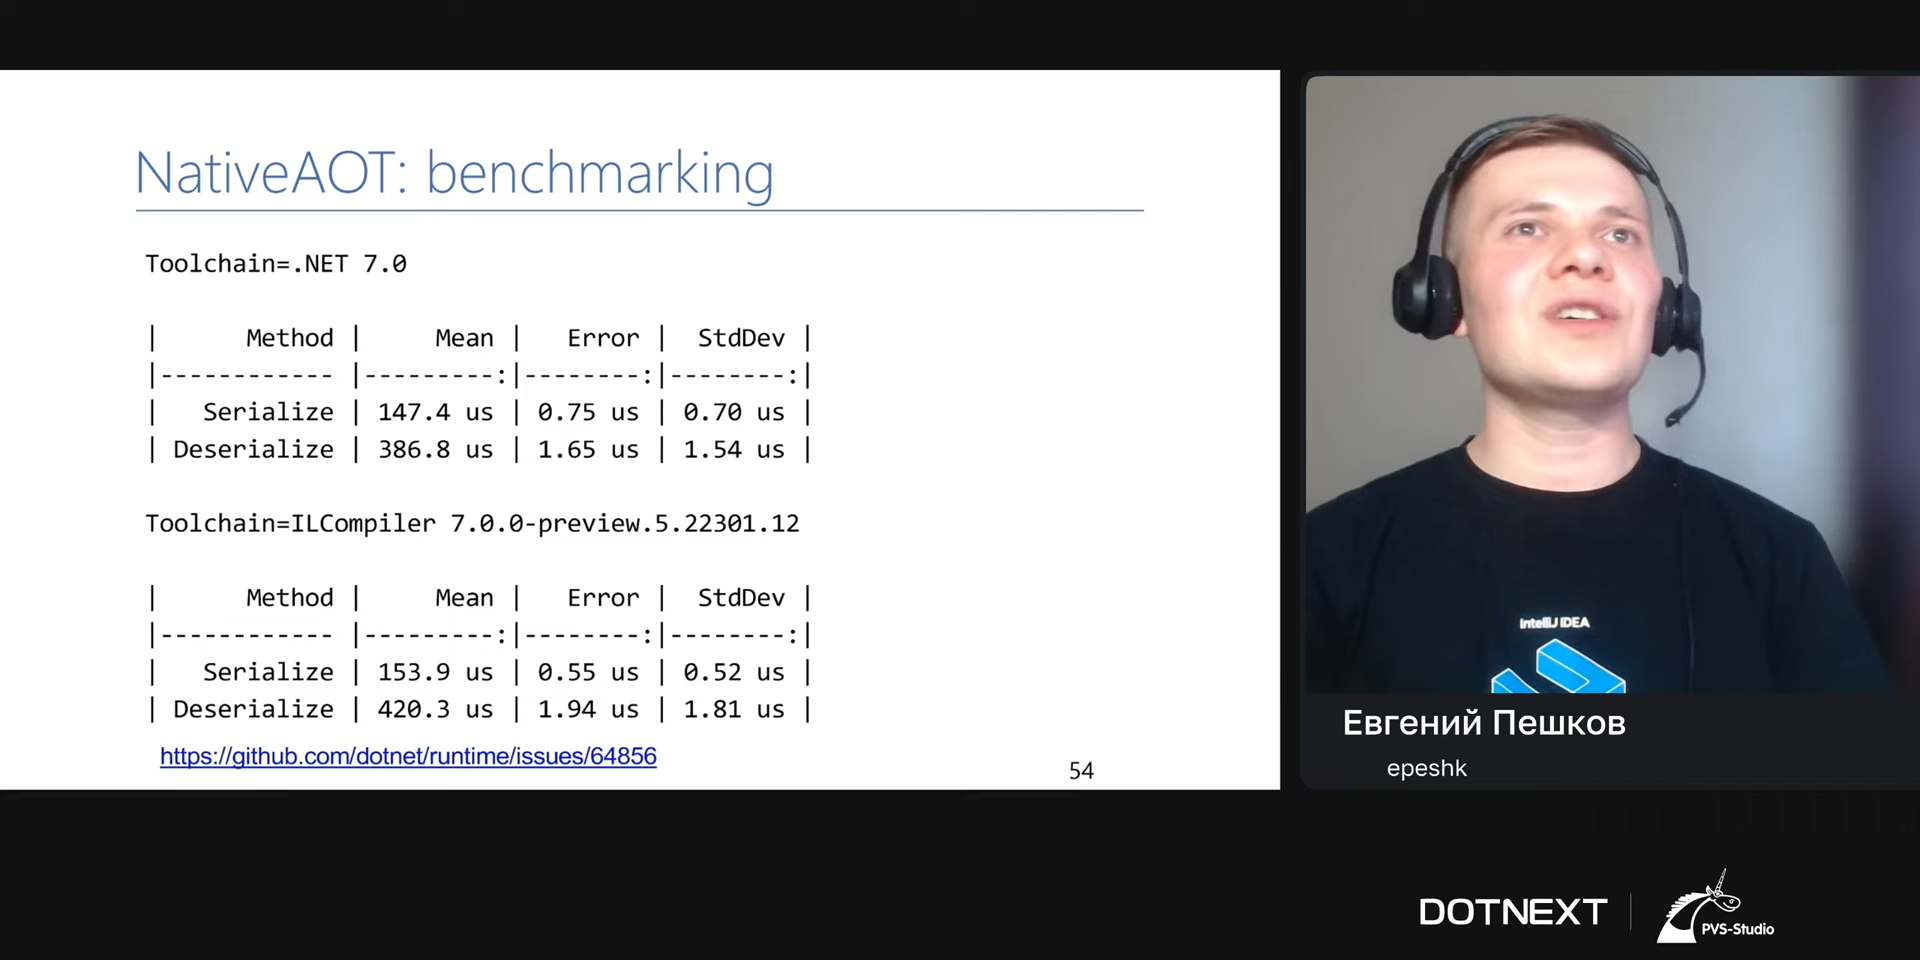 NativeAOT: benchmarking
Toolchain=.NET 7.0
|       Method |      Mean |    Error |   StdDev |
|------------- |----------:|---------:|---------:|
|    Serialize | 147.4 us | 0.75 us | 0.70 us |
|  Deserialize | 386.8 us | 1.65 us | 1.54 us |
Toolchain=ILCompiler 7.0.0-preview.5.22301.12
|       Method |      Mean |    Error |   StdDev |
|------------- |----------:|---------:|---------:|
|    Serialize | 153.9 us | 0.55 us | 0.52 us |
|  Deserialize | 420.3 us | 1.94 us | 1.81 us |
https://github.com/dotnet/runtime/issues/64856
54
IntelliJ IDEA
Евгений Пешков
epeshk
DOTNEXT
PVS-Studio